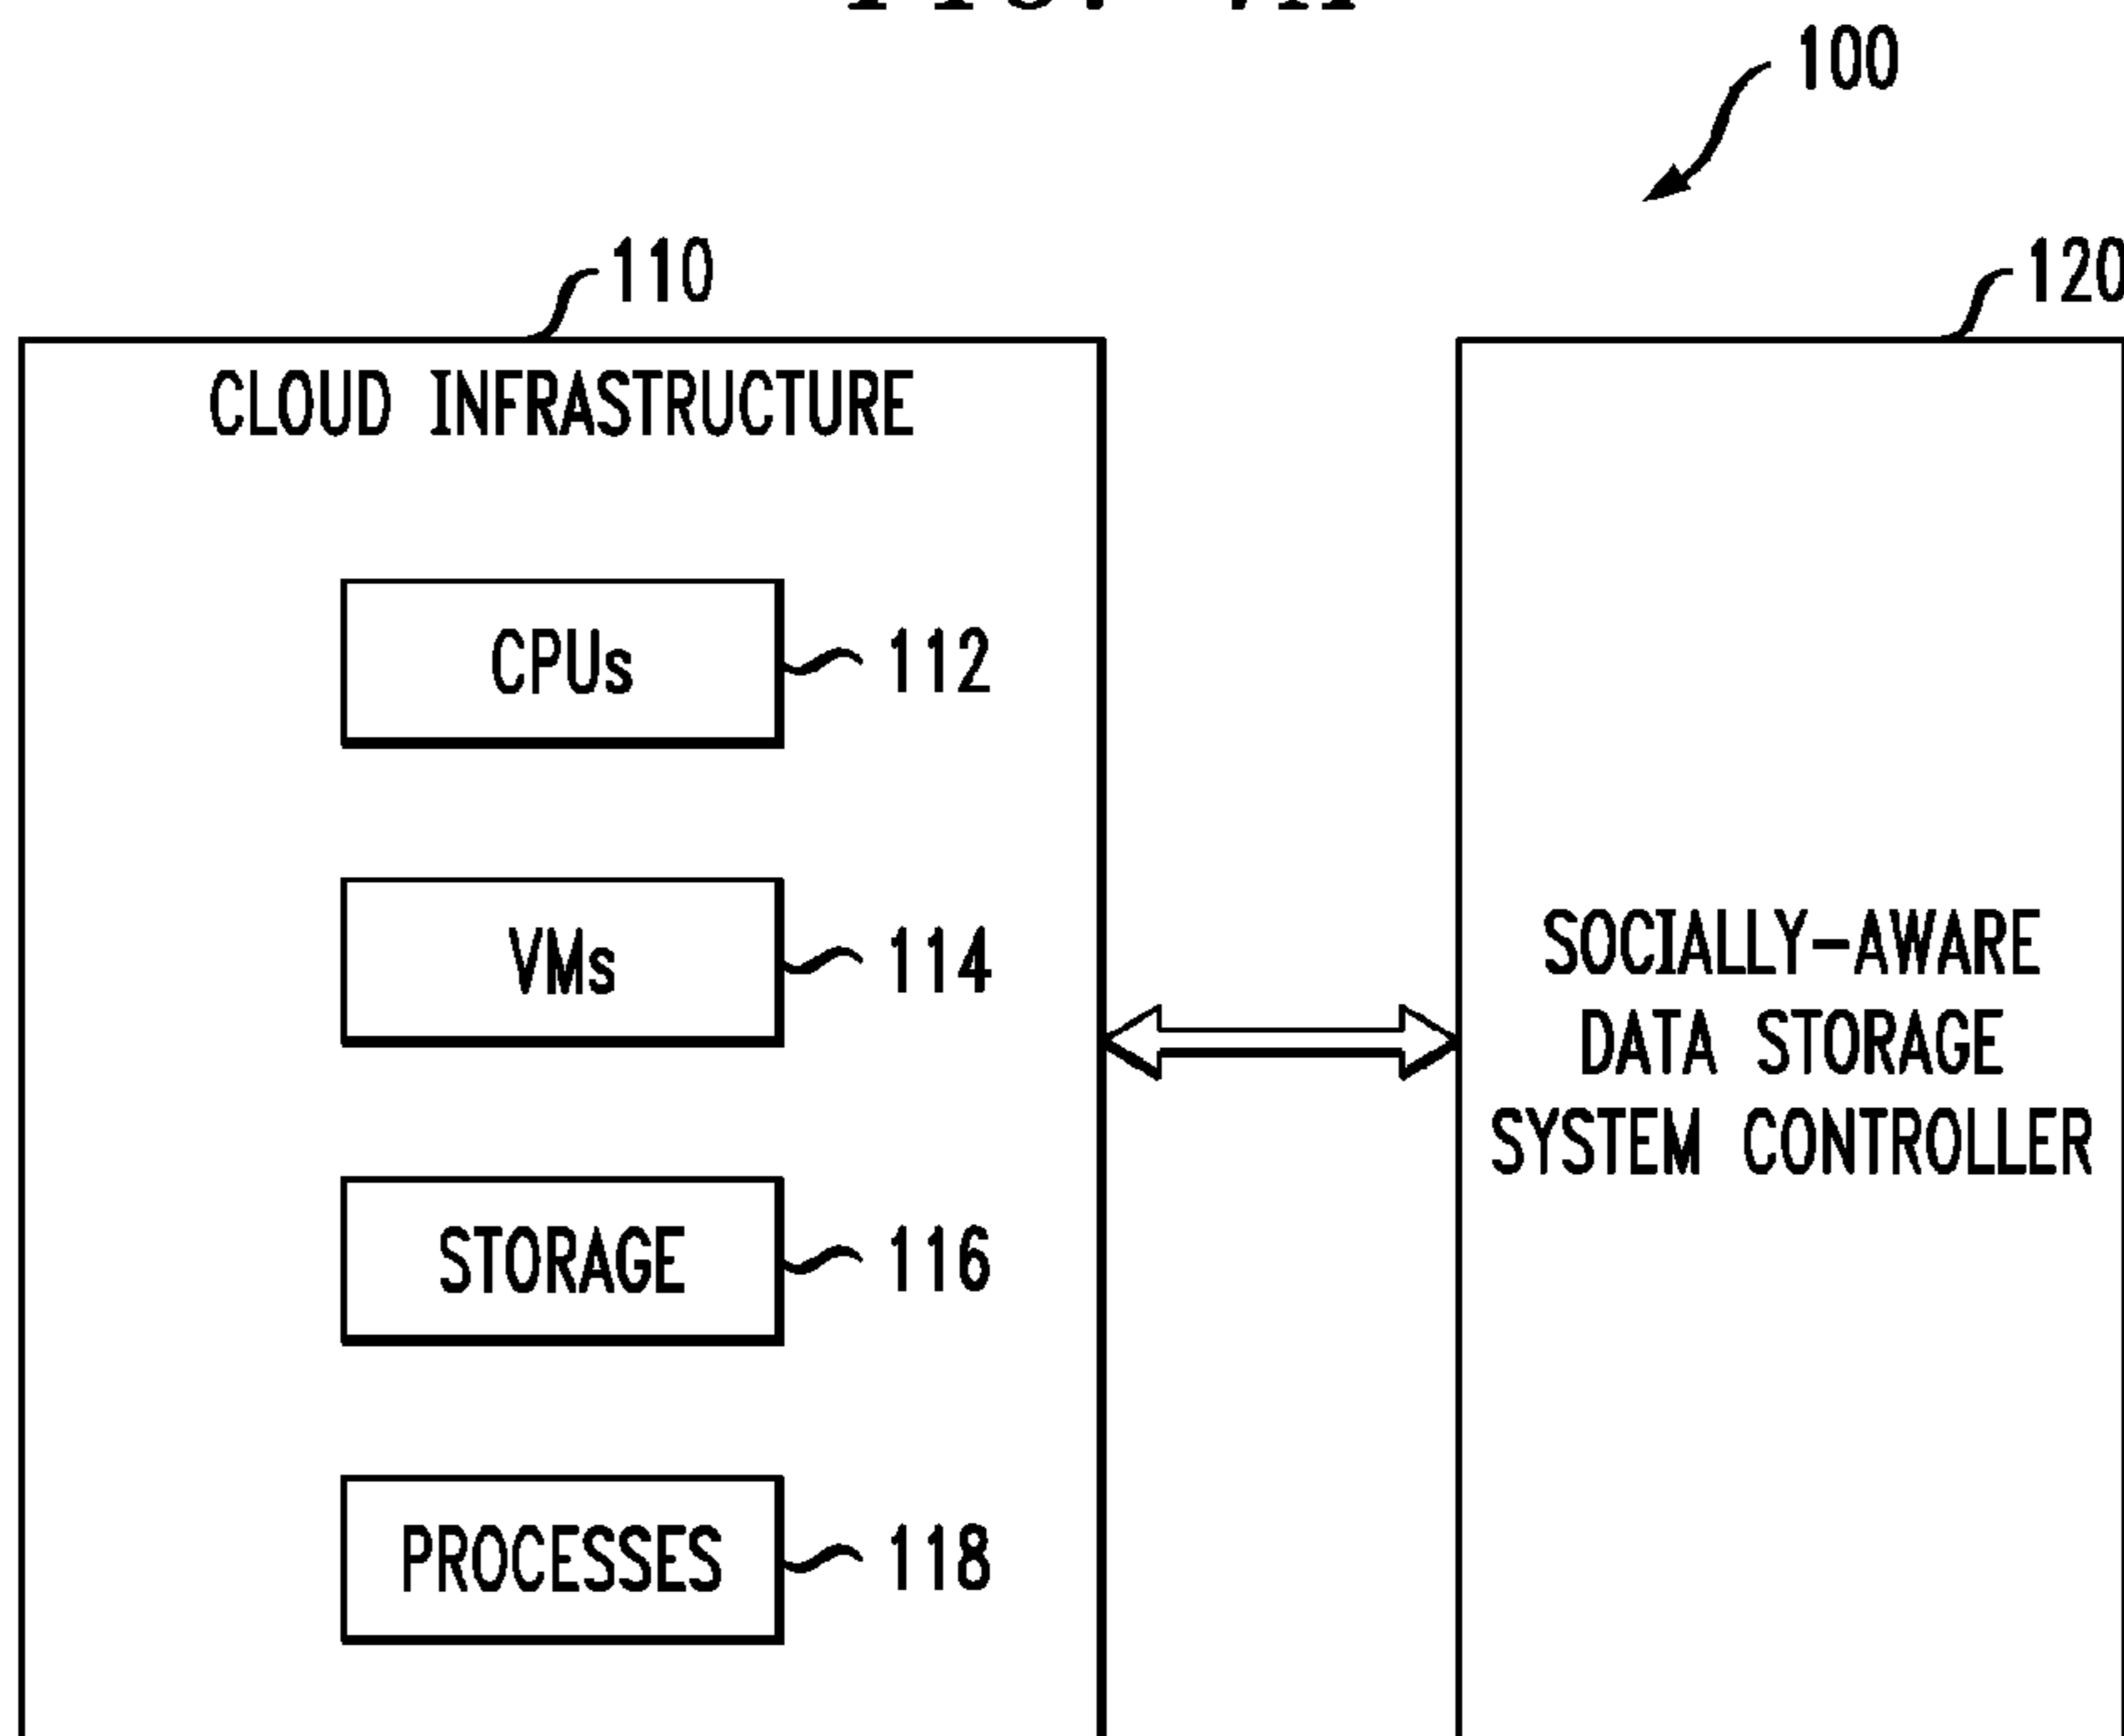 100
110
120
CLOUD INFRASTRUCTURE
CPUs
112
VMs
114
STORAGE
116
PROCESSES
118
SOCIALLY-AWARE
DATA STORAGE
SYSTEM CONTROLLER